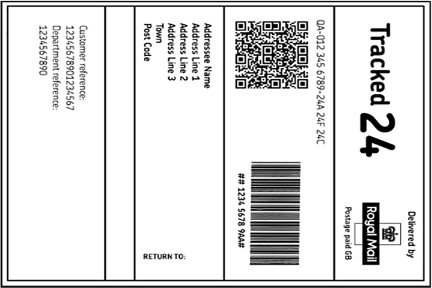 Tracked 24
Delivered by
Royal Mail
Postage paid GB
0A-012 345 6789-24A 24F 24C
## 1234 5678 9AA#
Addressee Name
Address Line 1
Address Line 2
Address Line 3
Town
Post Code
RETURN TO:
Customer reference:
12345678901234567
Department reference:
1234567890